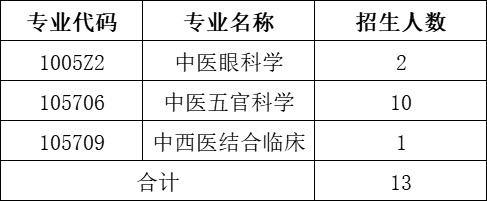 专业代码 专业名称 招生人数
1005Z2 中医眼科学 2
105706 中医五官科学 10
105709 中西医结合临床 1
合计 13